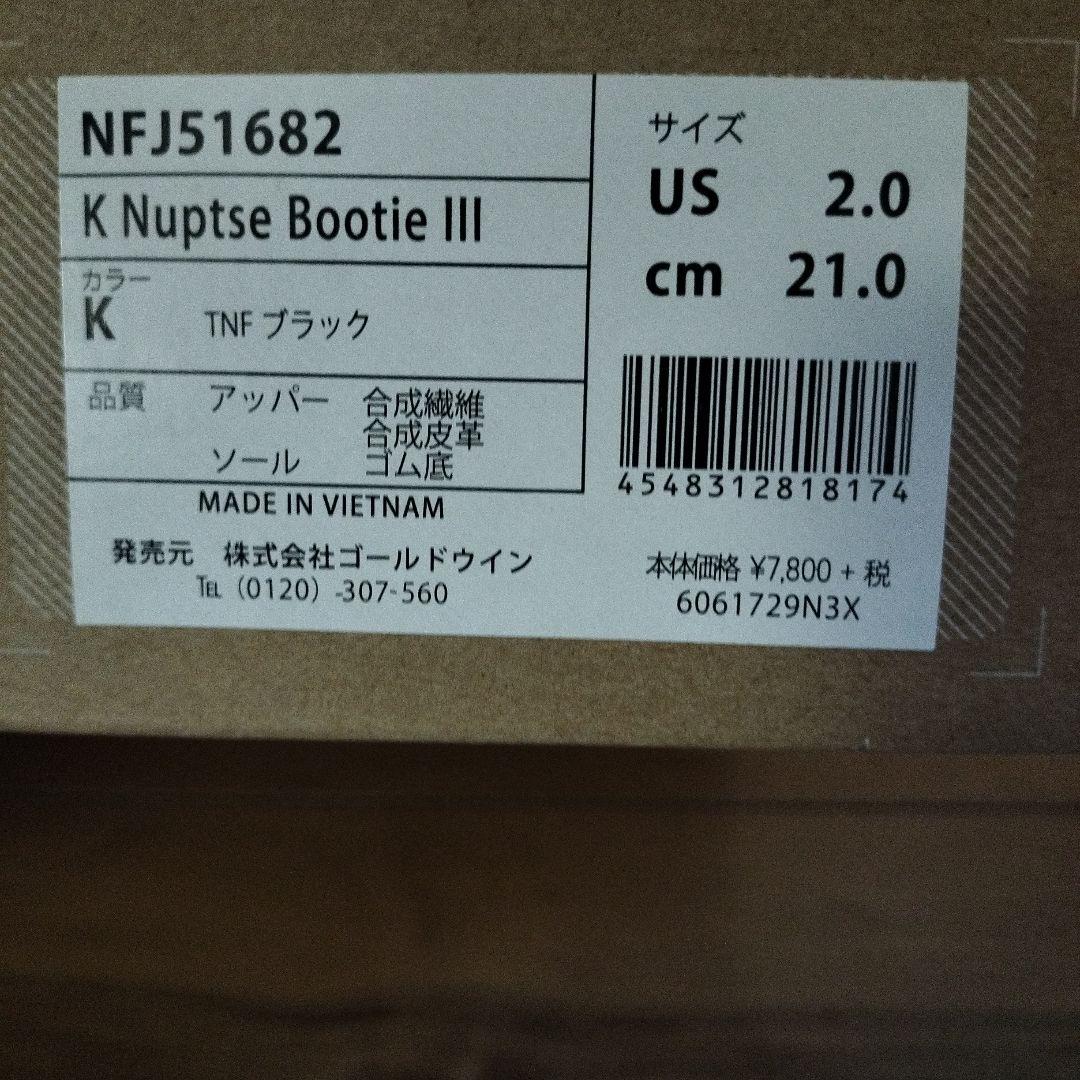 NFJ51682
K Nuptse Bootie III
カラー
K TNF ブラック
品質 アッパー 合成繊維
合成皮革
ソール ゴム底
MADE IN VIETNAM
発売元 株式会社ゴールドウイン
TEL (0120) -307-560
サイズ
US 2.0
cm 21.0
4548312818174
本体価格 ¥7,800 + 税
6061729N3X